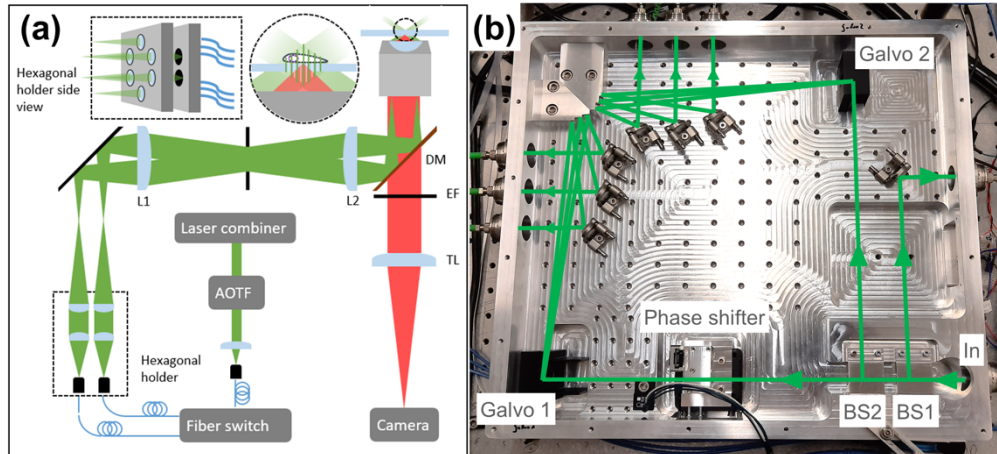 (a)
Hexagonal
holder side
view
DM
L1
L2
EF
Laser combiner
TL
AOTF
Hexagonal
holder
Fiber switch
Camera
(b)
Galvo 2
Phase shifter
In
Galvo 1
BS2
BS1